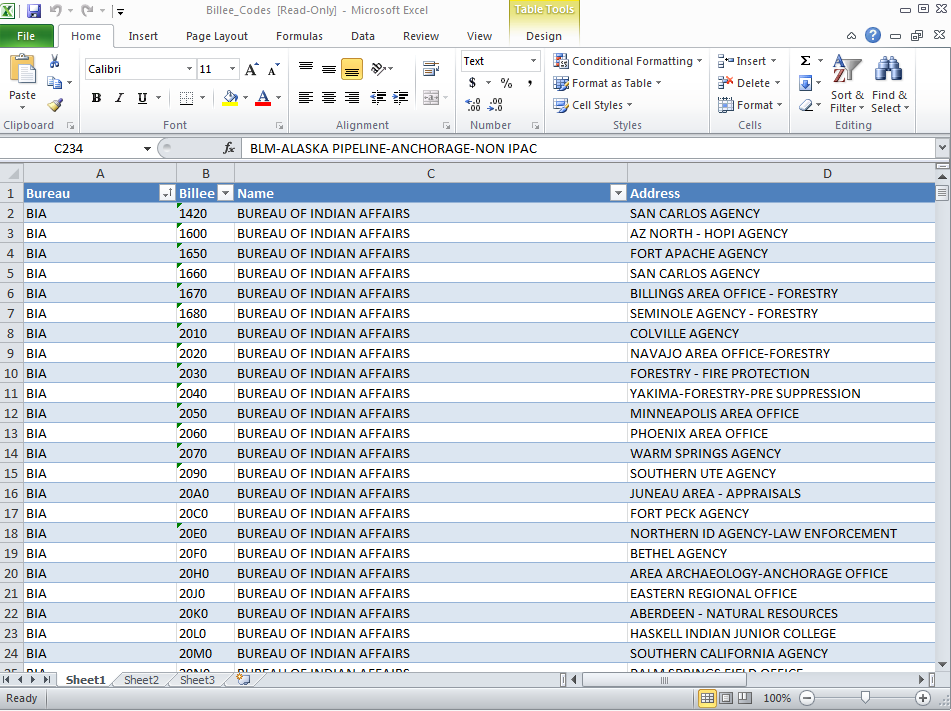 Billee_Codes [Read-Only] - Microsoft Excel
Table Tools
File Home Insert Page Layout Formulas Data Review View Design
Paste
Calibri 11
B I U
A A
A
Text
$ % ,
.0 .00
.00 .0
Conditional Formatting
Format as Table
Cell Styles
Insert
Delete
Format
Σ
Sort & Filter
Find & Select
Clipboard Font Alignment Number Styles Cells Editing
C234 fx BLM-ALASKA PIPELINE-ANCHORAGE-NON IPAC
A B C D
1 Bureau Billee Name Address
2 BIA 1420 BUREAU OF INDIAN AFFAIRS SAN CARLOS AGENCY
3 BIA 1600 BUREAU OF INDIAN AFFAIRS AZ NORTH - HOPI AGENCY
4 BIA 1650 BUREAU OF INDIAN AFFAIRS FORT APACHE AGENCY
5 BIA 1660 BUREAU OF INDIAN AFFAIRS SAN CARLOS AGENCY
6 BIA 1670 BUREAU OF INDIAN AFFAIRS BILLINGS AREA OFFICE - FORESTRY
7 BIA 1680 BUREAU OF INDIAN AFFAIRS SEMINOLE AGENCY - FORESTRY
8 BIA 2010 BUREAU OF INDIAN AFFAIRS COLVILLE AGENCY
9 BIA 2020 BUREAU OF INDIAN AFFAIRS NAVAJO AREA OFFICE-FORESTRY
10 BIA 2030 BUREAU OF INDIAN AFFAIRS FORESTRY - FIRE PROTECTION
11 BIA 2040 BUREAU OF INDIAN AFFAIRS YAKIMA-FORESTRY-PRE SUPPRESSION
12 BIA 2050 BUREAU OF INDIAN AFFAIRS MINNEAPOLIS AREA OFFICE
13 BIA 2060 BUREAU OF INDIAN AFFAIRS PHOENIX AREA OFFICE
14 BIA 2070 BUREAU OF INDIAN AFFAIRS WARM SPRINGS AGENCY
15 BIA 2090 BUREAU OF INDIAN AFFAIRS SOUTHERN UTE AGENCY
16 BIA 20A0 BUREAU OF INDIAN AFFAIRS JUNEAU AREA - APPRAISALS
17 BIA 20C0 BUREAU OF INDIAN AFFAIRS FORT PECK AGENCY
18 BIA 20E0 BUREAU OF INDIAN AFFAIRS NORTHERN ID AGENCY-LAW ENFORCEMENT
19 BIA 20F0 BUREAU OF INDIAN AFFAIRS BETHEL AGENCY
20 BIA 20H0 BUREAU OF INDIAN AFFAIRS AREA ARCHAEOLOGY-ANCHORAGE OFFICE
21 BIA 20J0 BUREAU OF INDIAN AFFAIRS EASTERN REGIONAL OFFICE
22 BIA 20K0 BUREAU OF INDIAN AFFAIRS ABERDEEN - NATURAL RESOURCES
23 BIA 20L0 BUREAU OF INDIAN AFFAIRS HASKELL INDIAN JUNIOR COLLEGE
24 BIA 20M0 BUREAU OF INDIAN AFFAIRS SOUTHERN CALIFORNIA AGENCY
25 BIA 20N0 BUREAU OF INDIAN AFFAIRS PALM SPRINGS FIELD OFFICE
Sheet1 Sheet2 Sheet3
Ready 100%